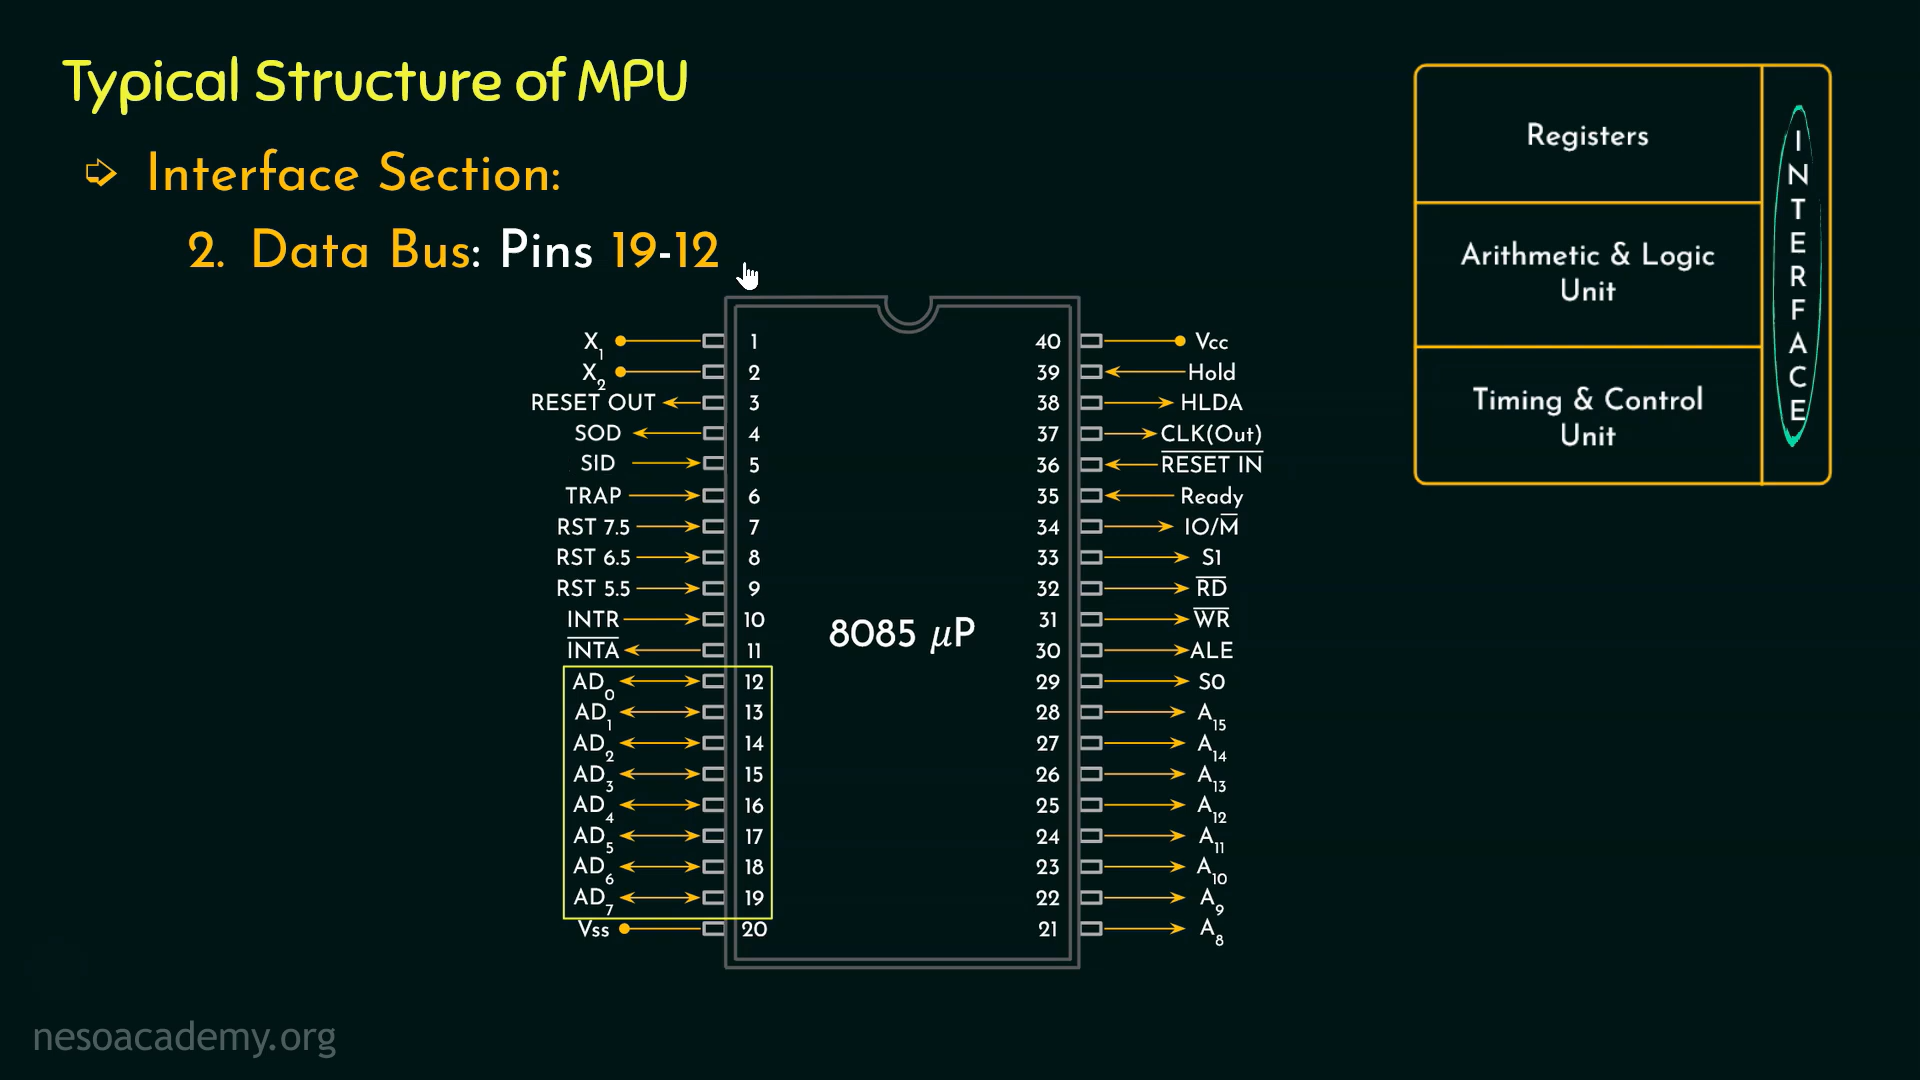 Typical Structure of MPU
➩ Interface Section:
2. Data Bus: Pins 19-12
Registers
Arithmetic & Logic
Unit
Timing & Control
Unit
INTERFACE
X₁ 1 40 Vcc
X₂ 2 39 Hold
RESET OUT 3 38 HLDA
SOD 4 37 CLK(Out)
SID 5 36 R̅E̅S̅E̅T̅ I̅N̅
TRAP 6 35 Ready
RST 7.5 7 34 IO/M̅
RST 6.5 8 33 S1
RST 5.5 9 32 R̅D̅
INTR 10 31 W̅R̅
I̅N̅T̅A̅ 11 30 ALE
AD₀ 12 29 S0
AD₁ 13 28 A₁₅
AD₂ 14 27 A₁₄
AD₃ 15 26 A₁₃
AD₄ 16 25 A₁₂
AD₅ 17 24 A₁₁
AD₆ 18 23 A₁₀
AD₇ 19 22 A₉
Vss 20 21 A₈
8085 μP
nesoacademy.org